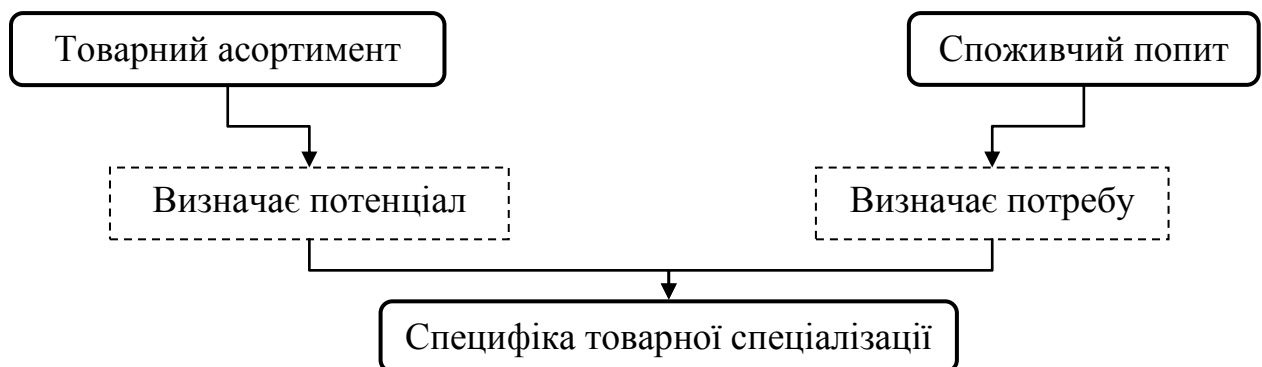 Товарний асортимент
Споживчий попит
Визначає потенціал
Визначає потребу
Специфіка товарної спеціалізації